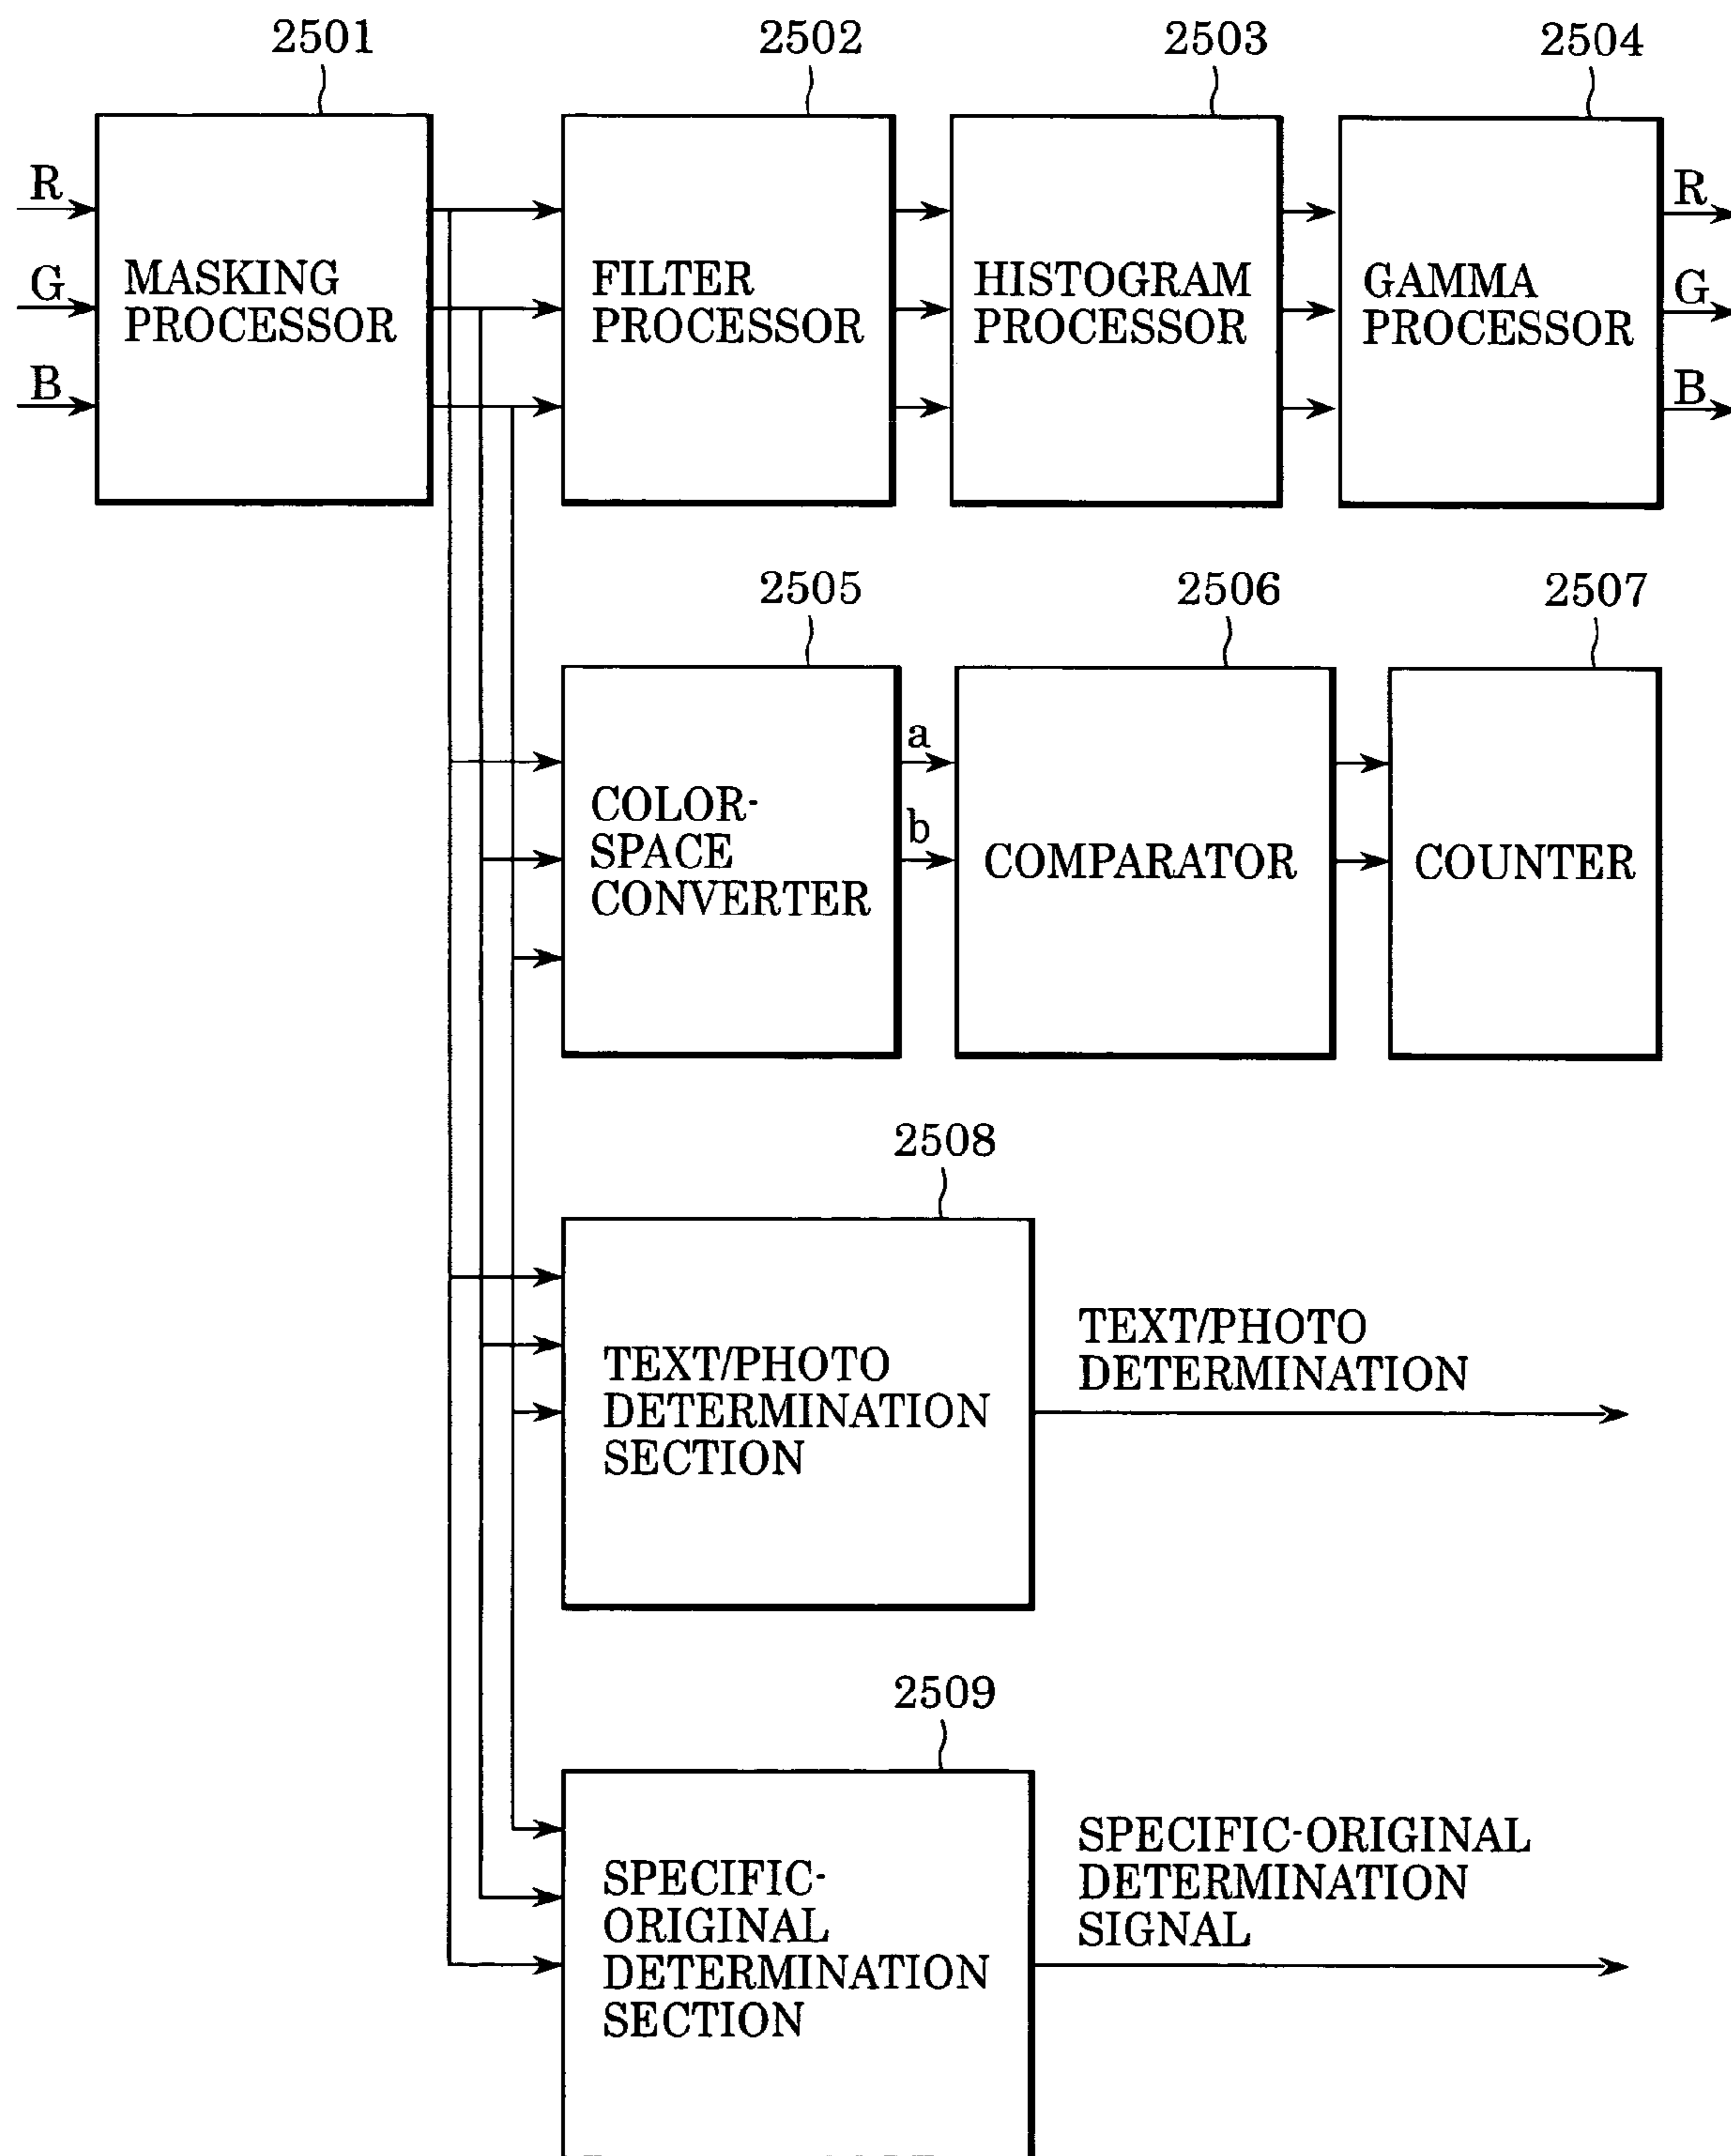 2501
2502
2503
2504
R
G
B
MASKING
PROCESSOR
FILTER
PROCESSOR
HISTOGRAM
PROCESSOR
GAMMA
PROCESSOR
R
G
B
2505
2506
2507
COLOR-
SPACE
CONVERTER
a
b
COMPARATOR
COUNTER
2508
TEXT/PHOTO
DETERMINATION
SECTION
TEXT/PHOTO
DETERMINATION
2509
SPECIFIC-
ORIGINAL
DETERMINATION
SECTION
SPECIFIC-ORIGINAL
DETERMINATION
SIGNAL